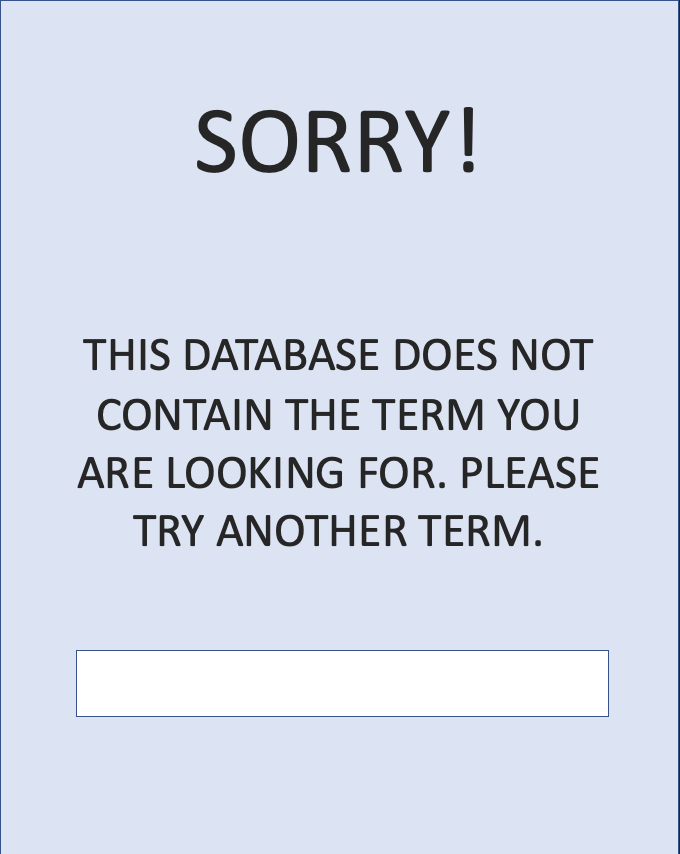 SORRY!
THIS DATABASE DOES NOT
CONTAIN THE TERM YOU
ARE LOOKING FOR. PLEASE
TRY ANOTHER TERM.